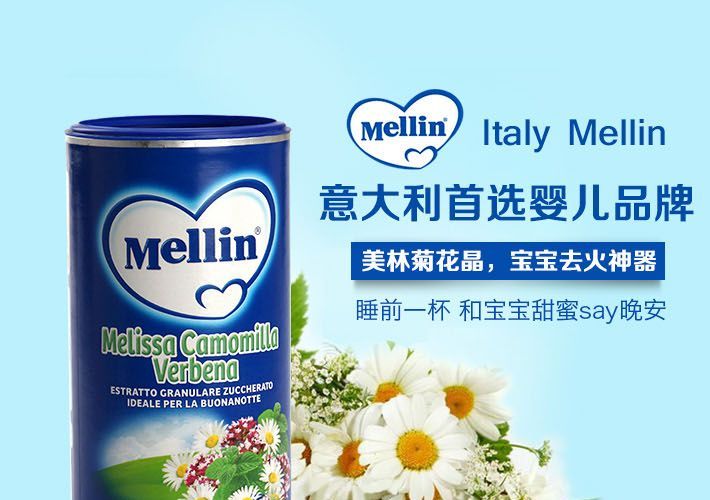 Mellin
Italy Mellin
意大利首选婴儿品牌
美林菊花晶，宝宝去火神器
睡前一杯 和宝宝甜蜜say晚安
Mellin
Melissa Camomilla
Verbena
ESTRATTO GRANULARE ZUCCHERATO
IDEALE PER LA BUONANOTTE